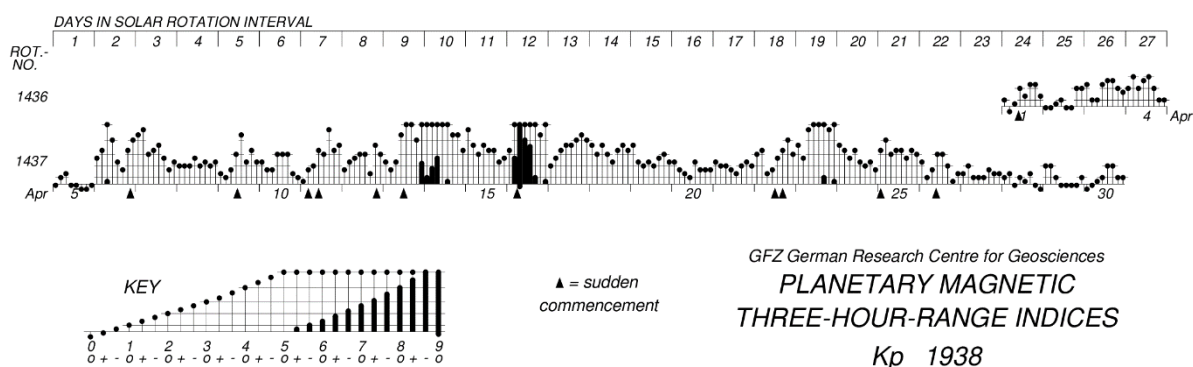 DAYS IN SOLAR ROTATION INTERVAL
ROT.-
NO.
1 2 3 4 5 6 7 8 9 10 11 12 13 14 15 16 17 18 19 20 21 22 23 24 25 26 27
1436
1 4 Apr
1437
Apr 5 10 15 20 25 30
KEY
0 1 2 3 4 5 6 7 8 9
o + - o + - o + - o + - o + - o + - o + - o + - o + - o
▲ = sudden
commencement
GFZ German Research Centre for Geosciences
PLANETARY MAGNETIC
THREE-HOUR-RANGE INDICES
Kp 1938